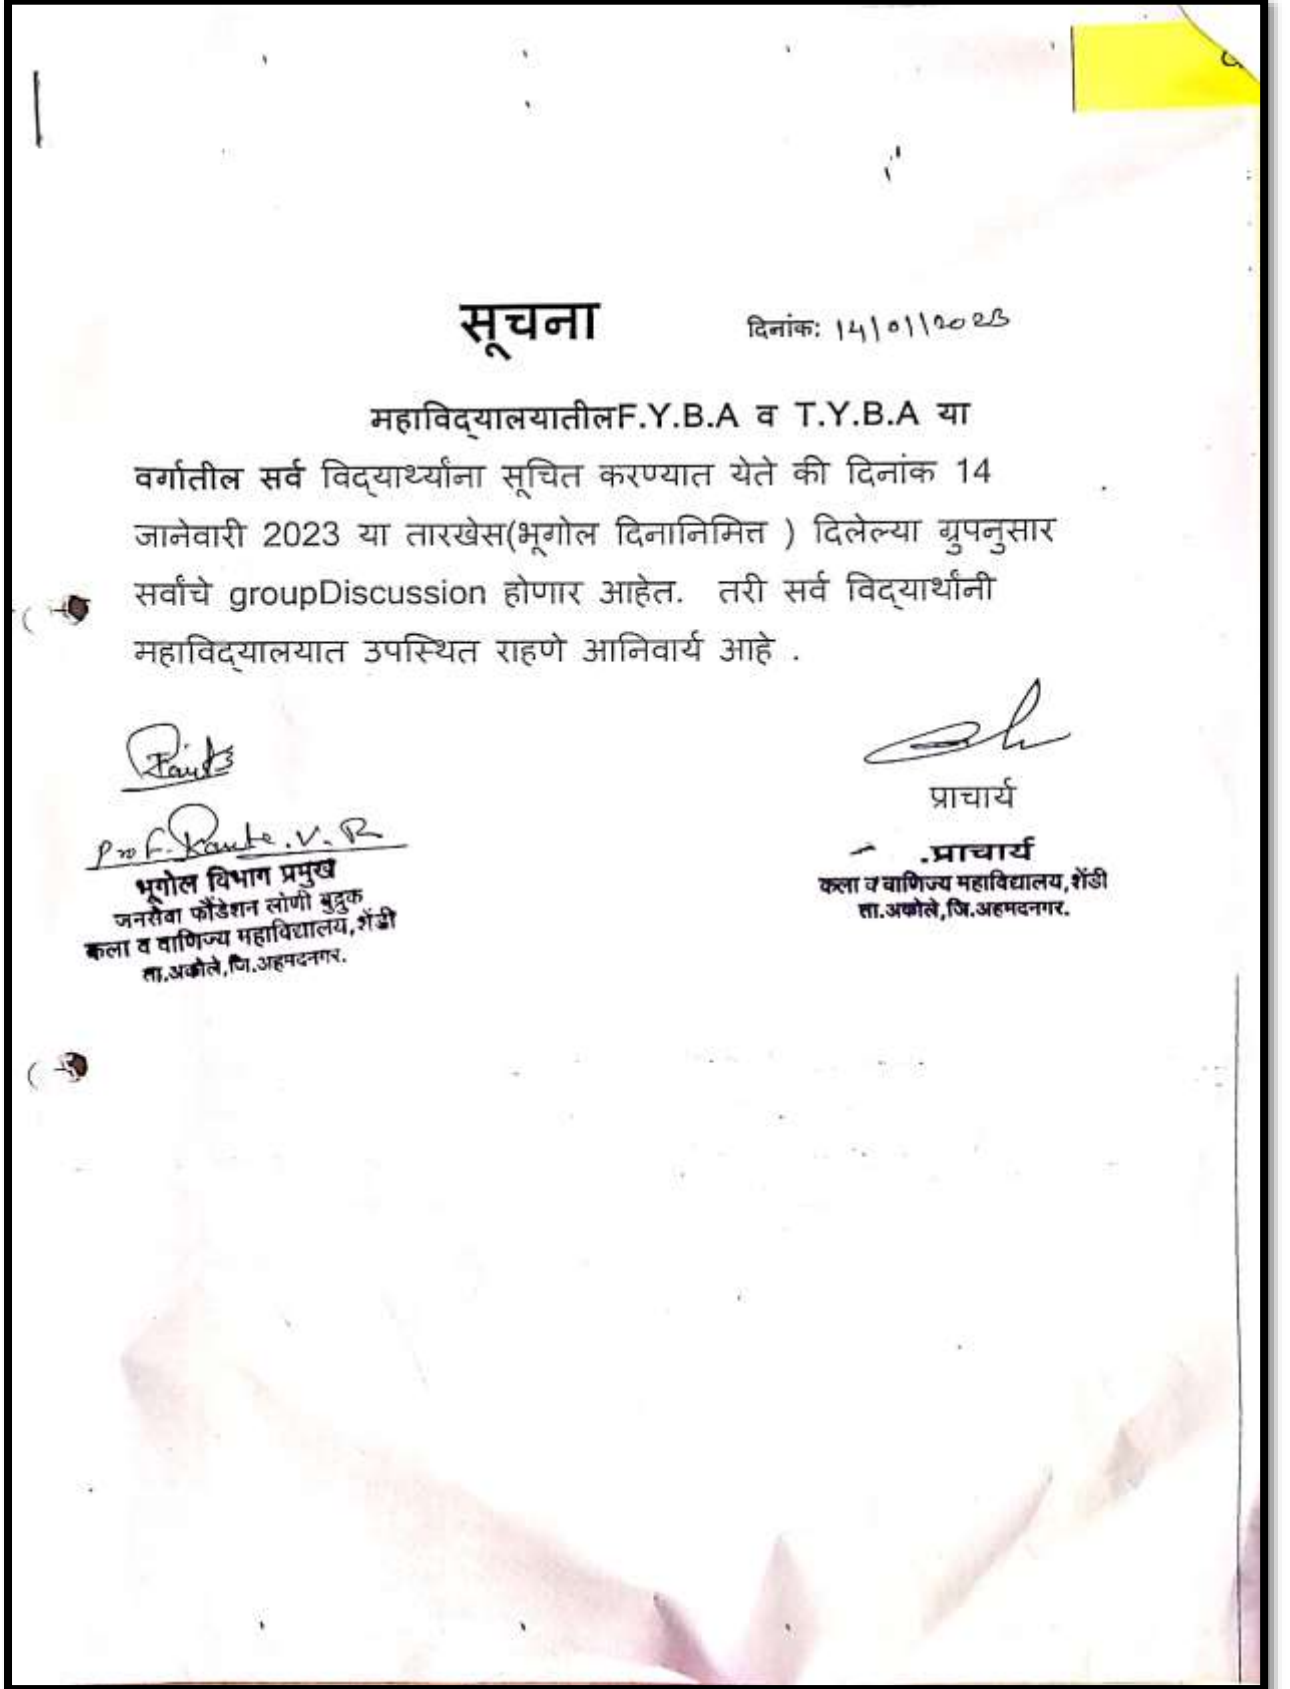 सूचना दिनांक: 14/01/2023
महाविद्यालयातीलF.Y.B.A व T.Y.B.A या
वर्गातील सर्व विद्यार्थ्यांना सूचित करण्यात येते की दिनांक 14
जानेवारी 2023 या तारखेस(भूगोल दिनानिमित्त ) दिलेल्या ग्रुपनुसार
सर्वांचे groupDiscussion होणार आहेत. तरी सर्व विद्यार्थांनी
महाविद्यालयात उपस्थित राहणे आनिवार्य आहे .
Prof. Raute. V. R
भूगोल विभाग प्रमुख
जनसेवा फौंडेशन लोणी बुद्रुक
कला व वाणिज्य महाविद्यालय, शेंडी
ता.अकोले, जि.अहमदनगर.
प्राचार्य
.प्राचार्य
कला व वाणिज्य महाविद्यालय, शेंडी
ता.अकोले, जि.अहमदनगर.